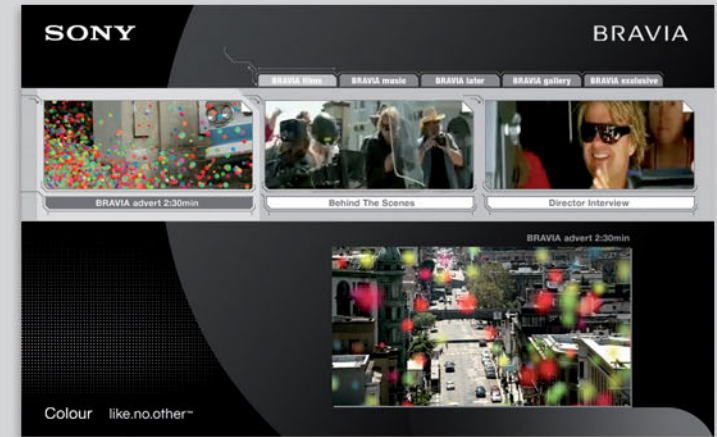 SONY
BRAVIA
BRAVIA films BRAVIA music BRAVIA later BRAVIA gallery BRAVIA exclusive
BRAVIA advert 2:30min
Behind The Scenes
Director Interview
BRAVIA advert 2:30min
Colour like.no.other™